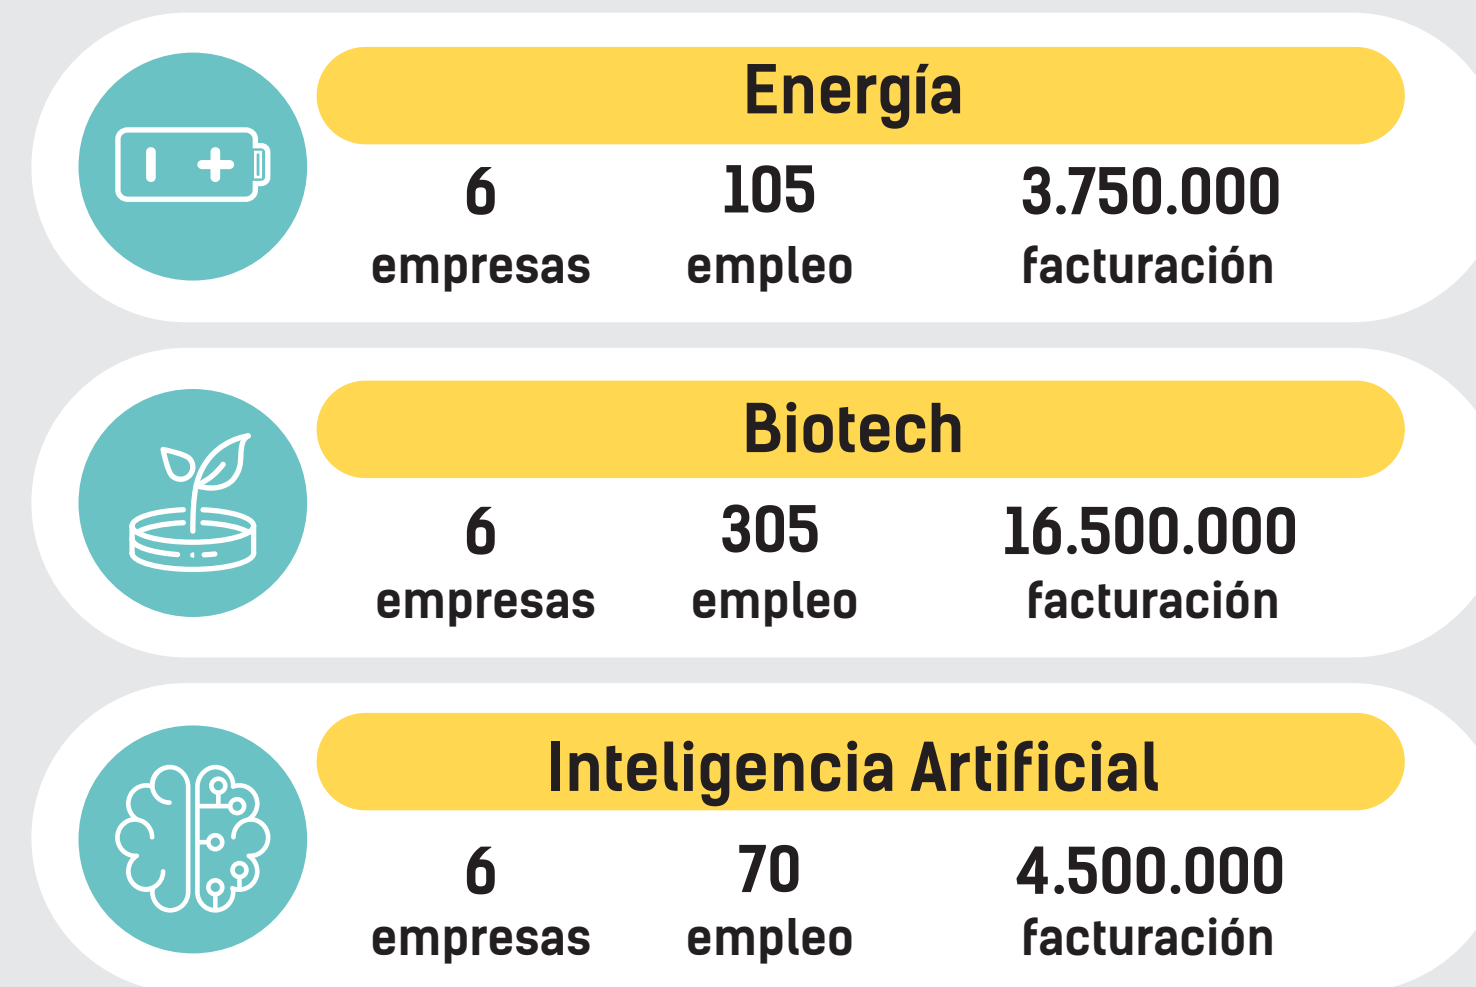 Energía
6 105 3.750.000
empresas empleo facturación
Biotech
6 305 16.500.000
empresas empleo facturación
Inteligencia Artificial
6 70 4.500.000
empresas empleo facturación